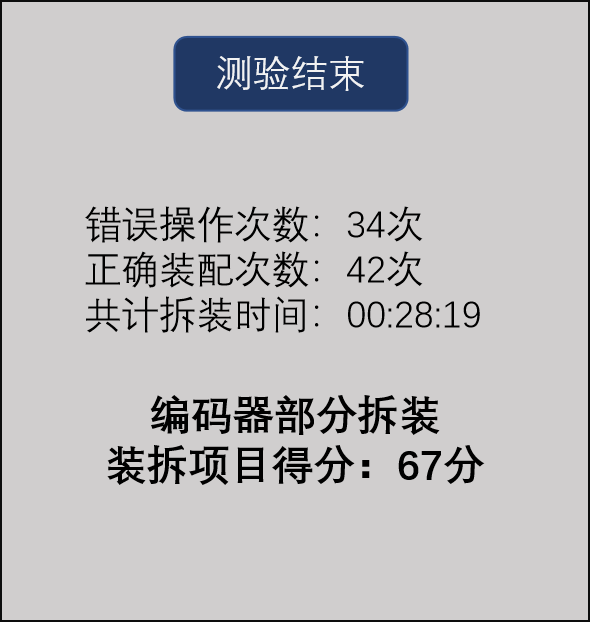 测验结束
错误操作次数：34次
正确装配次数：42次
共计拆装时间：00:28:19
编码器部分拆装
装拆项目得分：67分